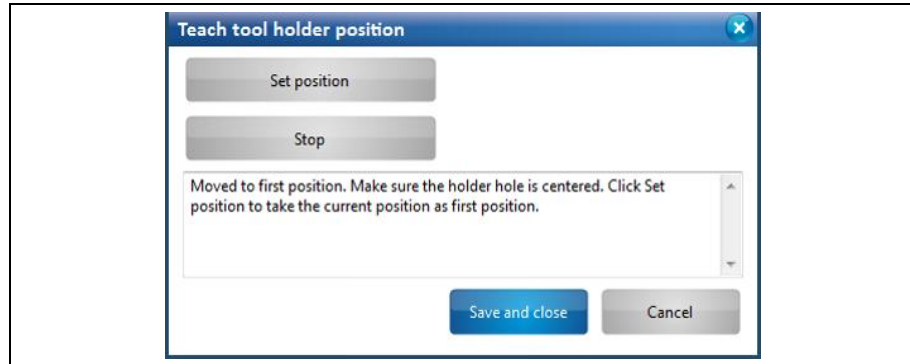 Teach tool holder position
Set position
Stop
Moved to first position. Make sure the holder hole is centered. Click Set
position to take the current position as first position.
Save and close
Cancel